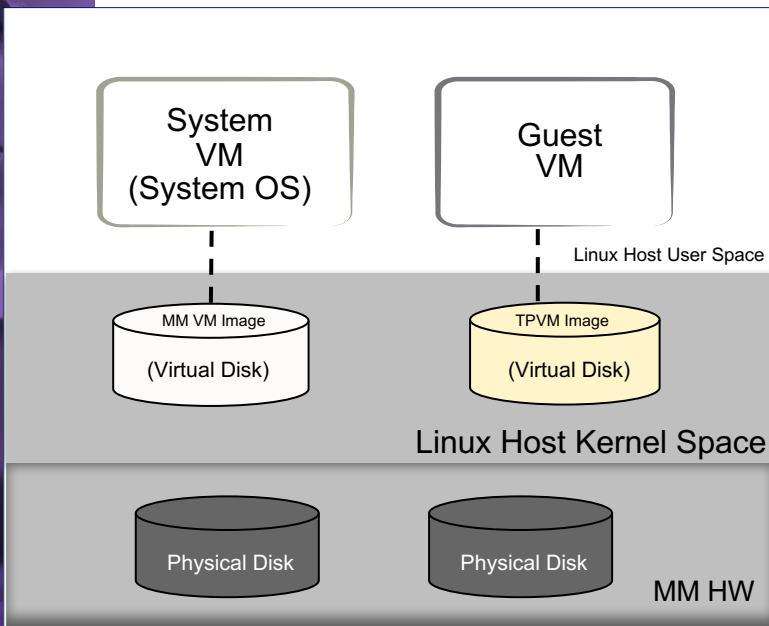 System
VM
(System OS)
Guest
VM
Linux Host User Space
MM VM Image
(Virtual Disk)
TPVM Image
(Virtual Disk)
Linux Host Kernel Space
Physical Disk
Physical Disk
MM HW